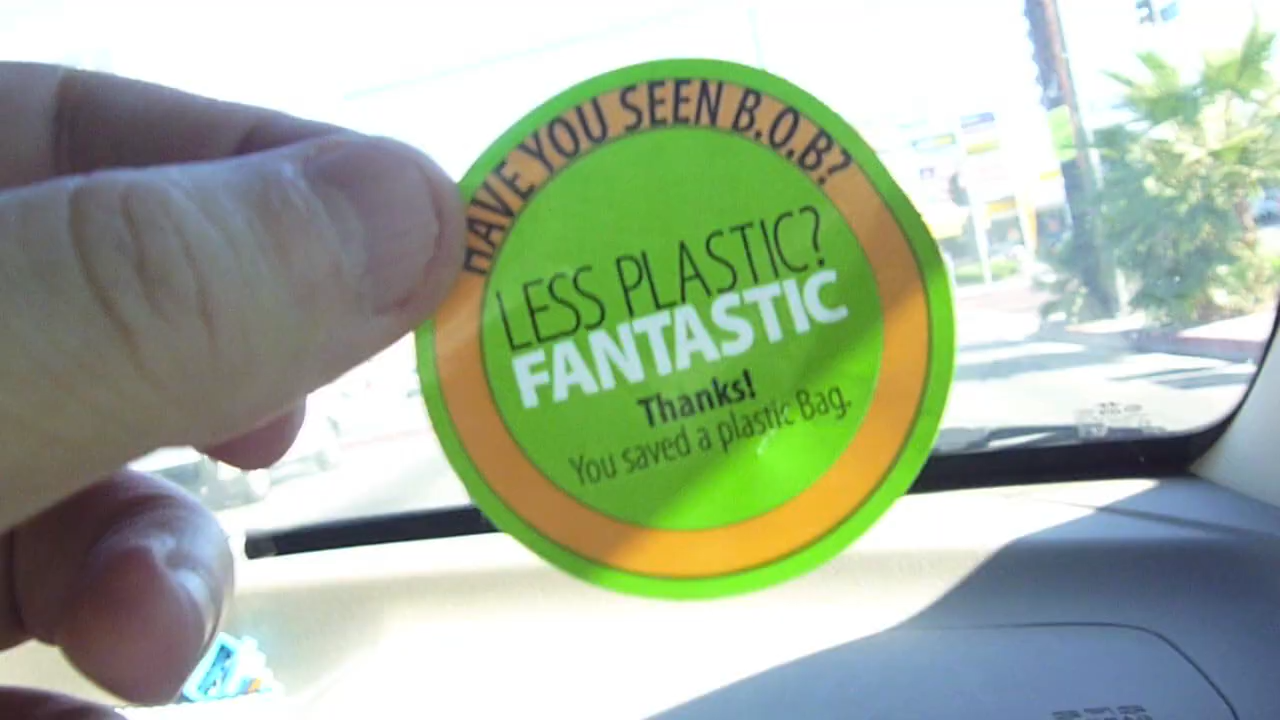 HAVE YOU SEEN B.O.B?
LESS PLASTIC?
FANTASTIC
Thanks!
You saved a plastic Bag.